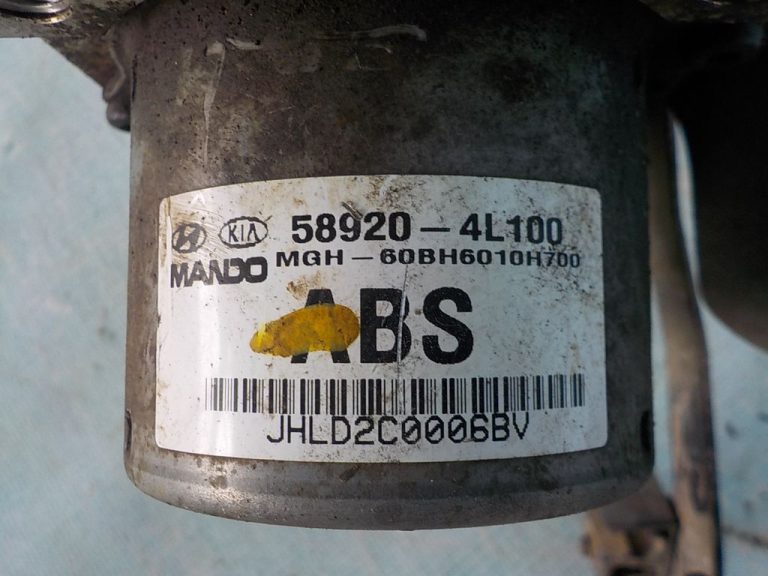 KIA 58920-4L100
MANDO MGH-60BH6010H700
ABS
JHLD2C0006BV